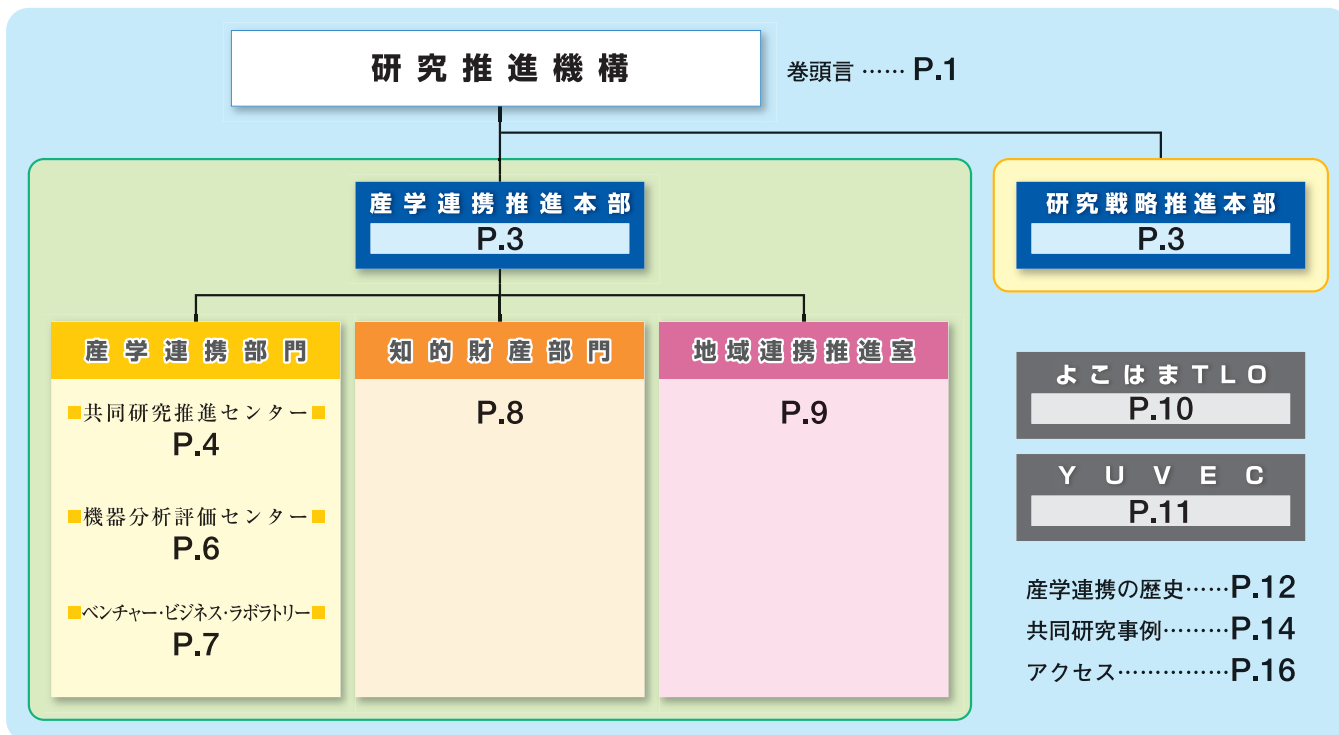 研究推進機構
巻頭言……P.1
産学連携推進本部
P.3
研究戦略推進本部
P.3
産学連携部門
■共同研究推進センター■
P.4
■機器分析評価センター■
P.6
■ベンチャー・ビジネス・ラボラトリー■
P.7
知的財産部門
P.8
地域連携推進室
P.9
よこはまTLO
P.10
YUVEC
P.11
産学連携の歴史……P.12
共同研究事例………P.14
アクセス……………P.16